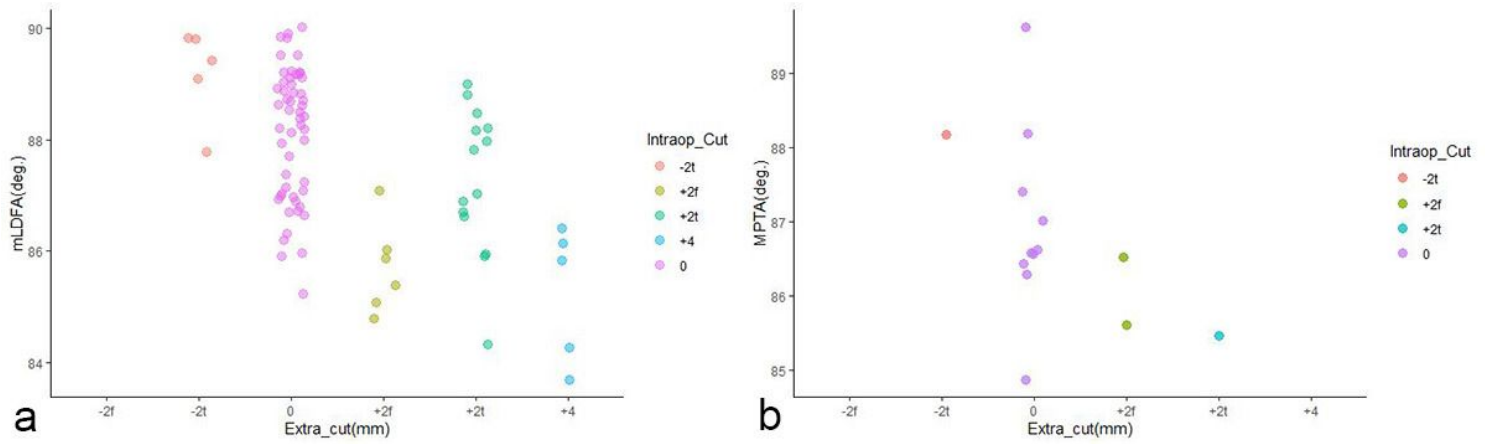 90
88
86
84
mLDFA(deg.)
-2f
-2t
0
+2f
+2t
+4
Extra_cut(mm)
Intraop_Cut
-2t
+2f
+2t
+4
0
a
89
88
87
86
85
MPTA(deg.)
-2f
-2t
0
+2f
+2t
+4
Extra_cut(mm)
Intraop_Cut
-2t
+2f
+2t
0
b